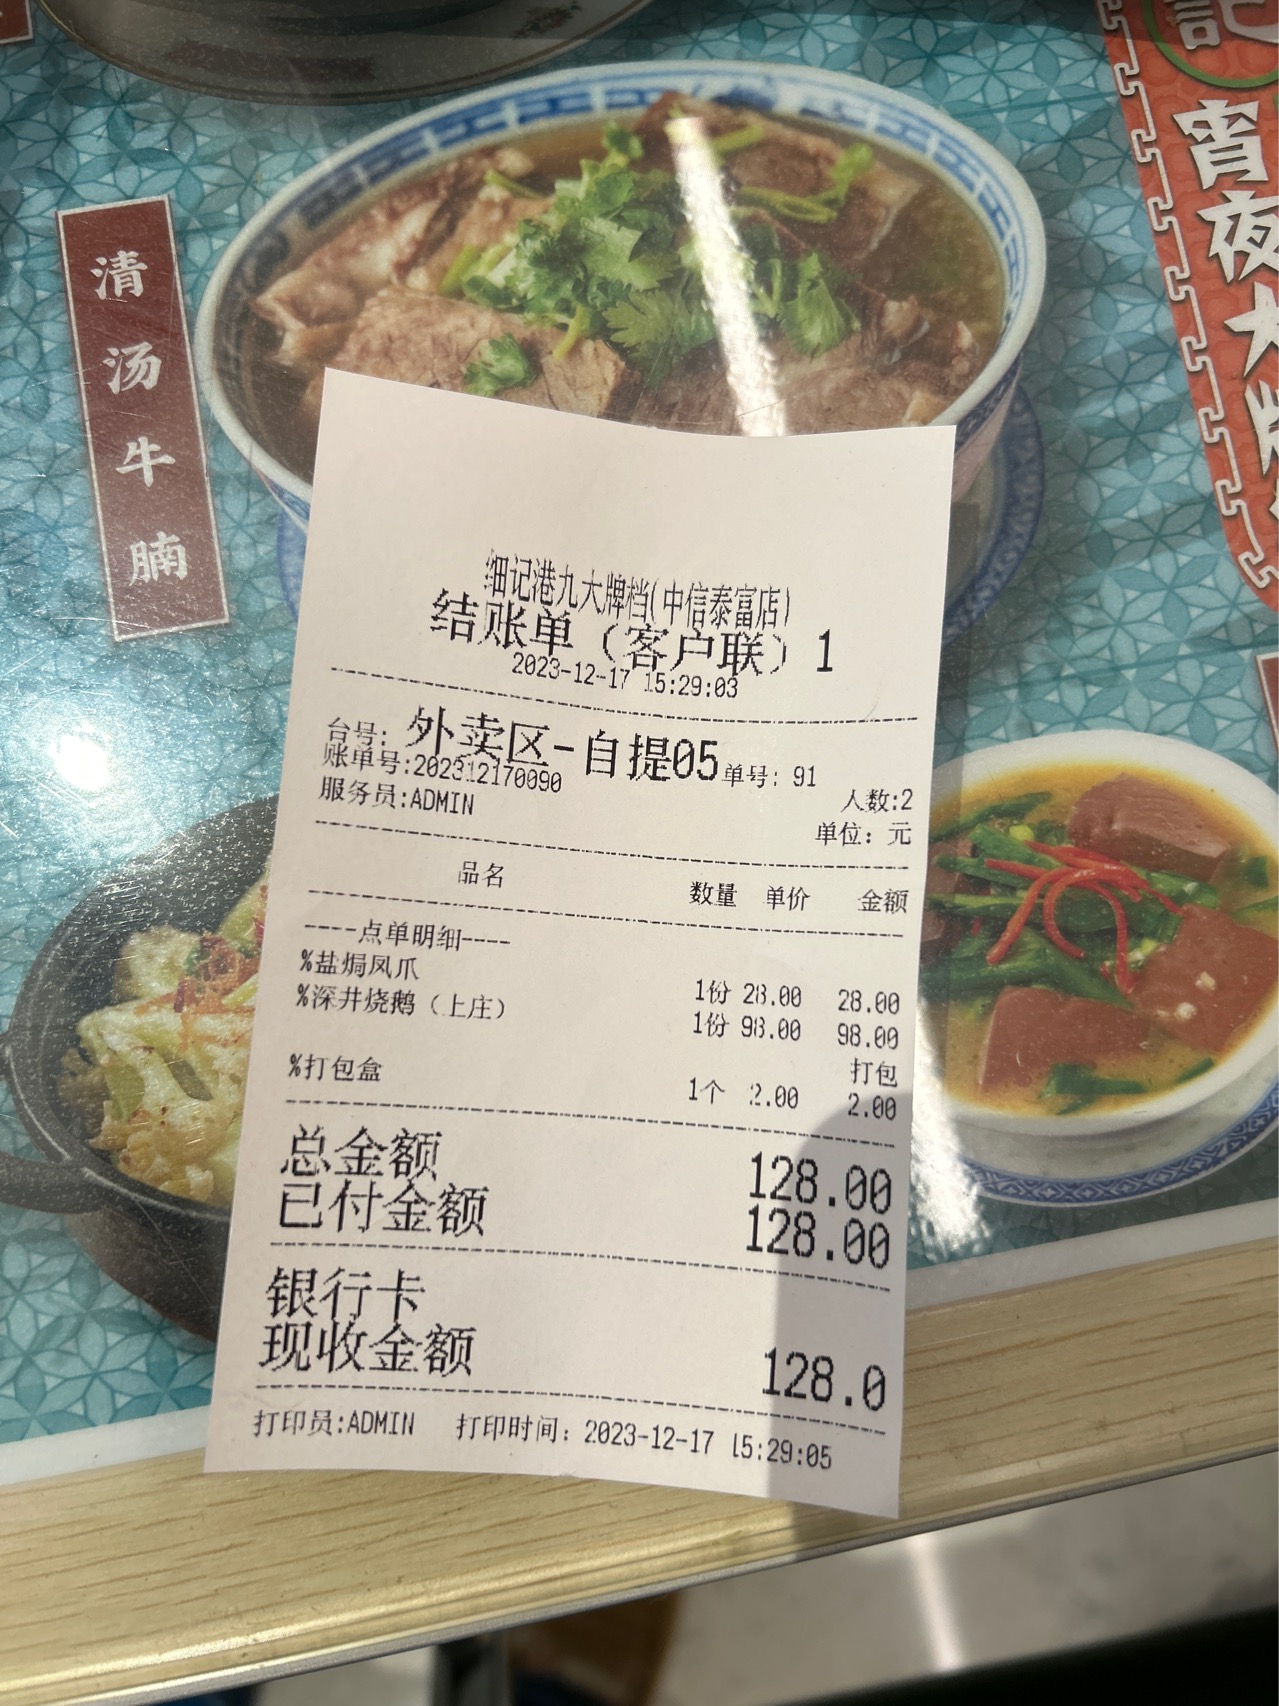 記
宵夜大牌
清汤牛腩
细记港九大牌档(中信泰富店)
结账单（客户联）1
2023-12-17 15:29:03
台号: 外卖区-自提05 单号: 91
账单号:202312170090 人数:2
服务员:ADMIN 单位: 元
品名 数量 单价 金额
----点单明细----
%盐焗凤爪 1份 28.00 28.00
%深井烧鹅（上庄） 1份 98.00 98.00
打包
%打包盒 1个 2.00 2.00
总金额 128.00
已付金额 128.00
银行卡
现收金额 128.0
打印员:ADMIN 打印时间: 2023-12-17 15:29:05